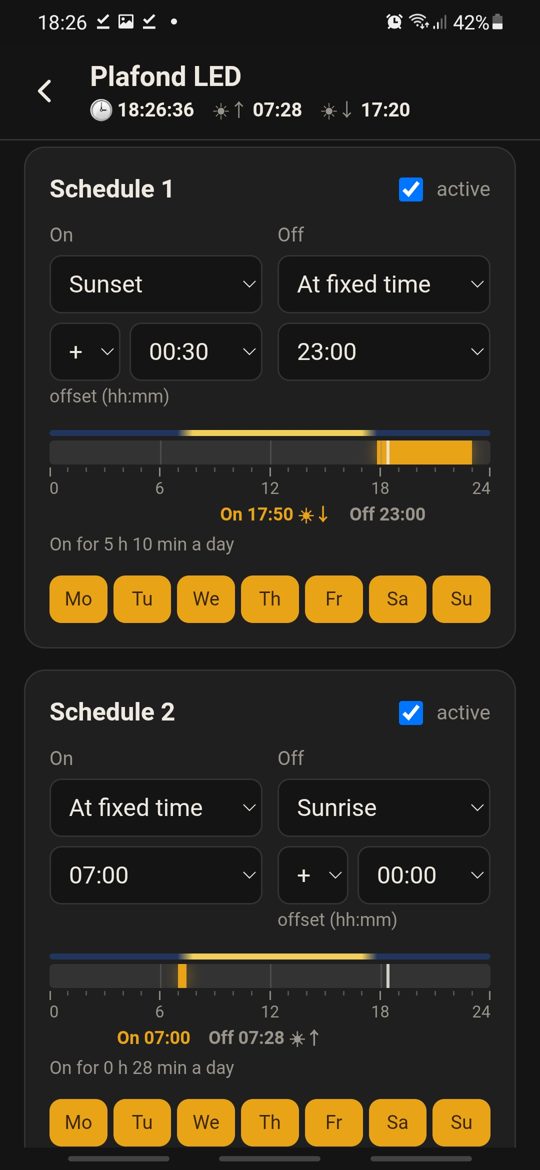 18:26 42%
Plafond LED
18:26:36 ☀↑ 07:28 ☀↓ 17:20
Schedule 1 active
On Off
Sunset At fixed time
+ 00:30 23:00
offset (hh:mm)
0 6 12 18 24
On 17:50 ☀↓ Off 23:00
On for 5 h 10 min a day
Mo Tu We Th Fr Sa Su
Schedule 2 active
On Off
At fixed time Sunrise
07:00 + 00:00
offset (hh:mm)
0 6 12 18 24
On 07:00 Off 07:28 ☀↑
On for 0 h 28 min a day
Mo Tu We Th Fr Sa Su